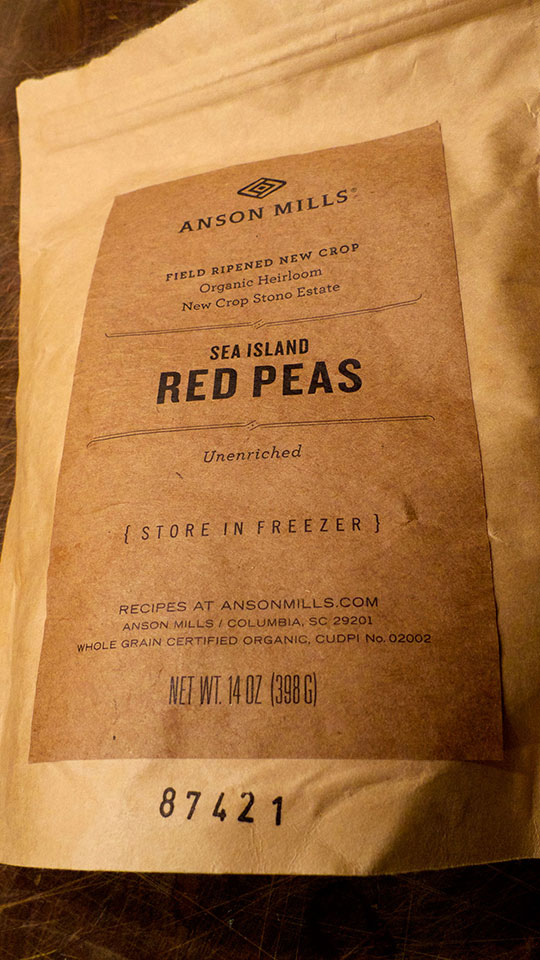 ANSON MILLS®
FIELD RIPENED NEW CROP
Organic Heirloom
New Crop Stono Estate
SEA ISLAND
RED PEAS
Unenriched
{ STORE IN FREEZER }
RECIPES AT ANSONMILLS.COM
ANSON MILLS / COLUMBIA, SC 29201
WHOLE GRAIN CERTIFIED ORGANIC, CUDPI No. 02002
NET WT. 14 OZ (398 G)
87421